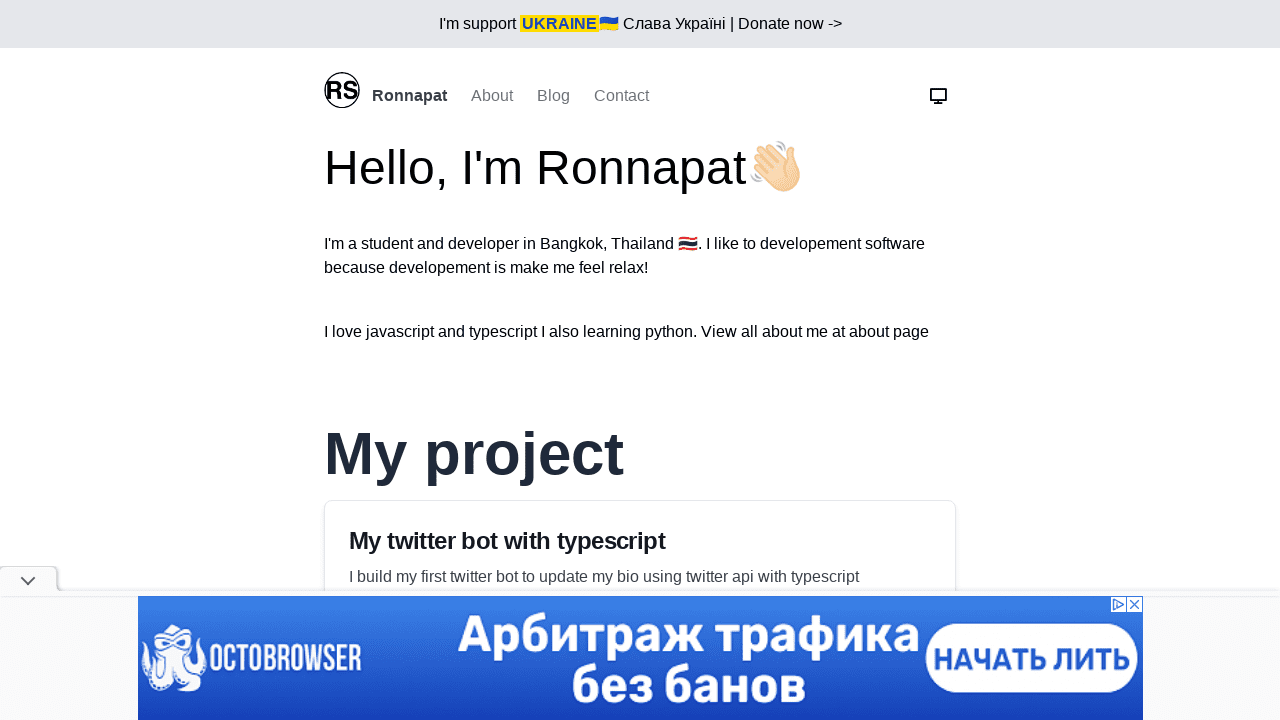 I'm support UKRAINE🇺🇦 Слава Україні | Donate now ->
RS Ronnapat About Blog Contact
Hello, I'm Ronnapat👋🏻
I'm a student and developer in Bangkok, Thailand 🇹🇭. I like to developement software
because developement is make me feel relax!
I love javascript and typescript I also learning python. View all about me at about page
My project
My twitter bot with typescript
I build my first twitter bot to update my bio using twitter api with typescript
OCTOBROWSER
Арбитраж трафика
без банов
НАЧАТЬ ЛИТЬ